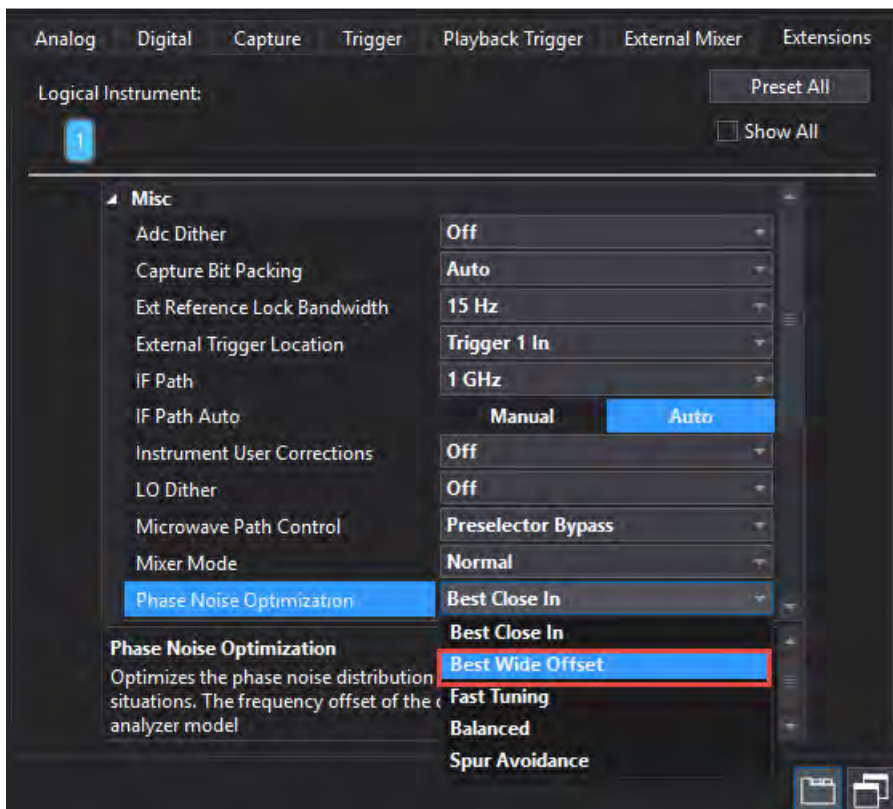 Analog Digital Capture Trigger Playback Trigger External Mixer Extensions
Logical Instrument: Preset All
1 Show All
Misc
Adc Dither Off
Capture Bit Packing Auto
Ext Reference Lock Bandwidth 15 Hz
External Trigger Location Trigger 1 In
IF Path 1 GHz
IF Path Auto Manual Auto
Instrument User Corrections Off
LO Dither Off
Microwave Path Control Preselector Bypass
Mixer Mode Normal
Phase Noise Optimization Best Close In
Best Close In
Best Wide Offset
Fast Tuning
Balanced
Spur Avoidance
Phase Noise Optimization
Optimizes the phase noise distribution
situations. The frequency offset of the
analyzer model